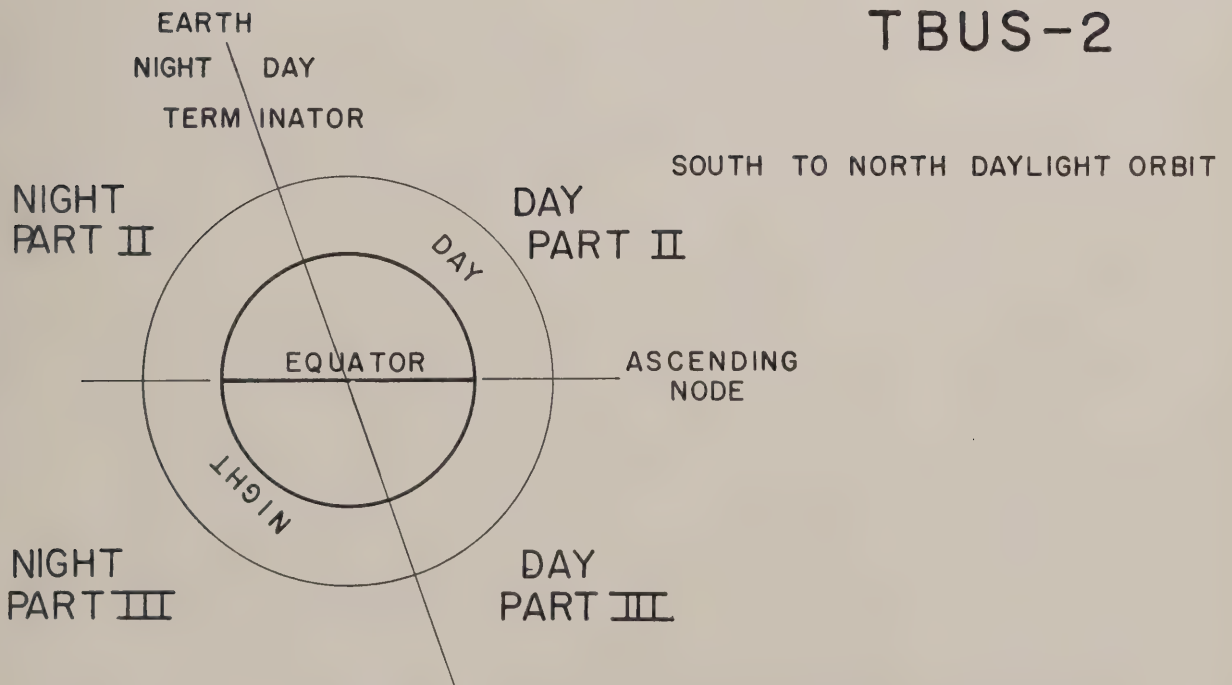 TBUS-2
EARTH
NIGHT DAY
TERMINATOR
SOUTH TO NORTH DAYLIGHT ORBIT
NIGHT
PART II
DAY
PART II
DAY
EQUATOR
ASCENDING
NODE
NIGHT
NIGHT
PART III
DAY
PART III